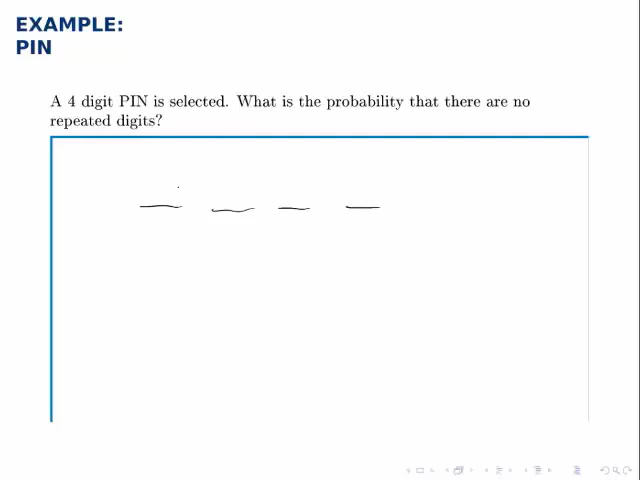 EXAMPLE:
PIN
A 4 digit PIN is selected. What is the probability that there are no
repeated digits?